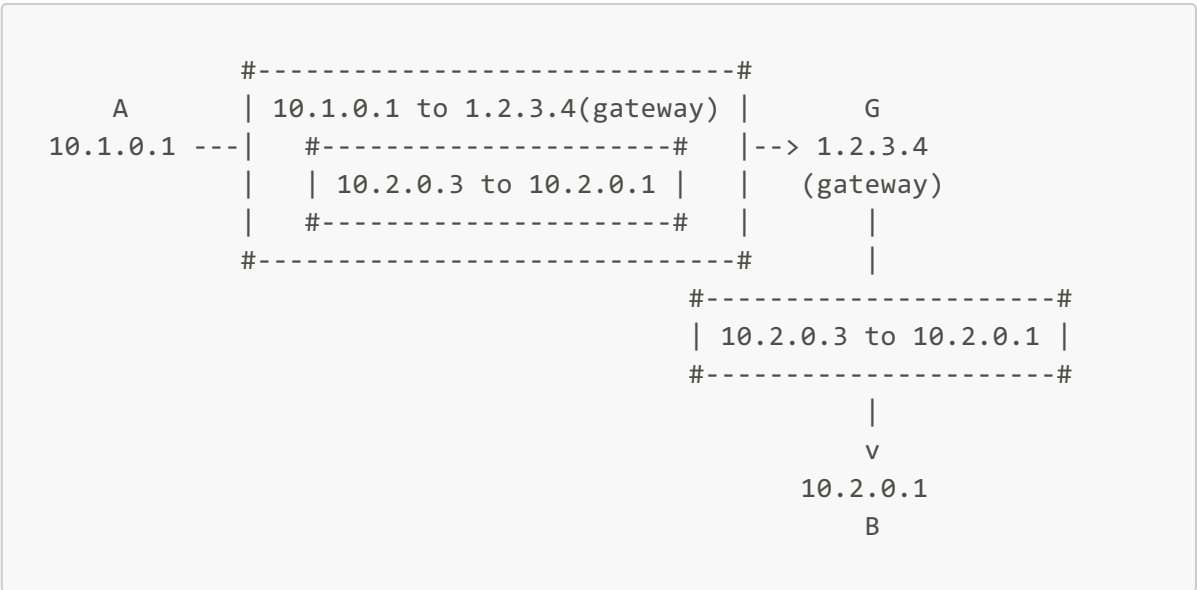 #------------------------------#
A | 10.1.0.1 to 1.2.3.4(gateway) | G
10.1.0.1 ---| #----------------------# |--> 1.2.3.4
| | 10.2.0.3 to 10.2.0.1 | | (gateway)
| #----------------------# | |
#------------------------------# |
#----------------------#
| 10.2.0.3 to 10.2.0.1 |
#----------------------#
|
v
10.2.0.1
B